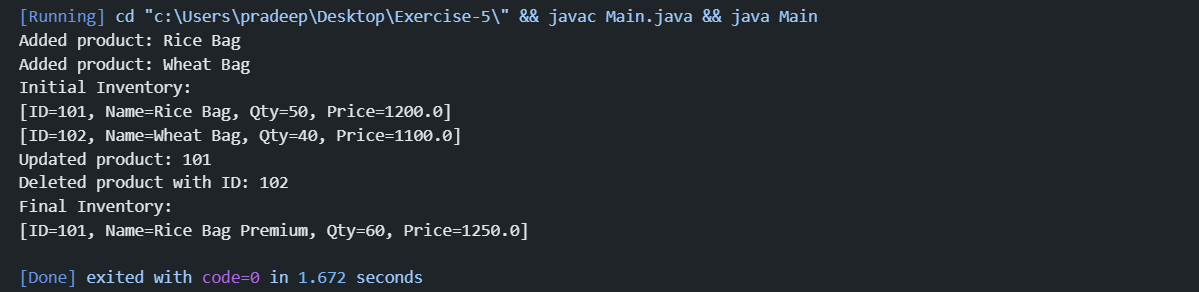 [Running] cd "c:\Users\pradeep\Desktop\Exercise-5\" && javac Main.java && java Main
Added product: Rice Bag
Added product: Wheat Bag
Initial Inventory:
[ID=101, Name=Rice Bag, Qty=50, Price=1200.0]
[ID=102, Name=Wheat Bag, Qty=40, Price=1100.0]
Updated product: 101
Deleted product with ID: 102
Final Inventory:
[ID=101, Name=Rice Bag Premium, Qty=60, Price=1250.0]
[Done] exited with code=0 in 1.672 seconds